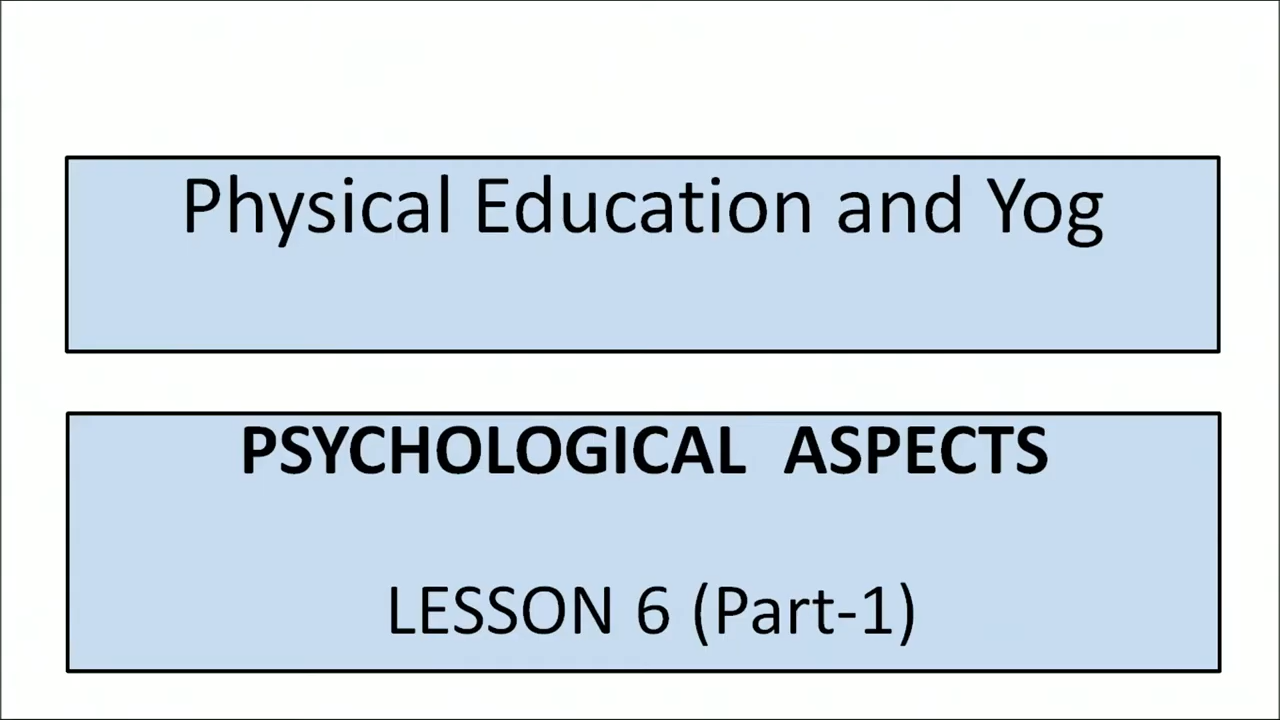 Physical Education and Yog
PSYCHOLOGICAL ASPECTS
LESSON 6 (Part-1)